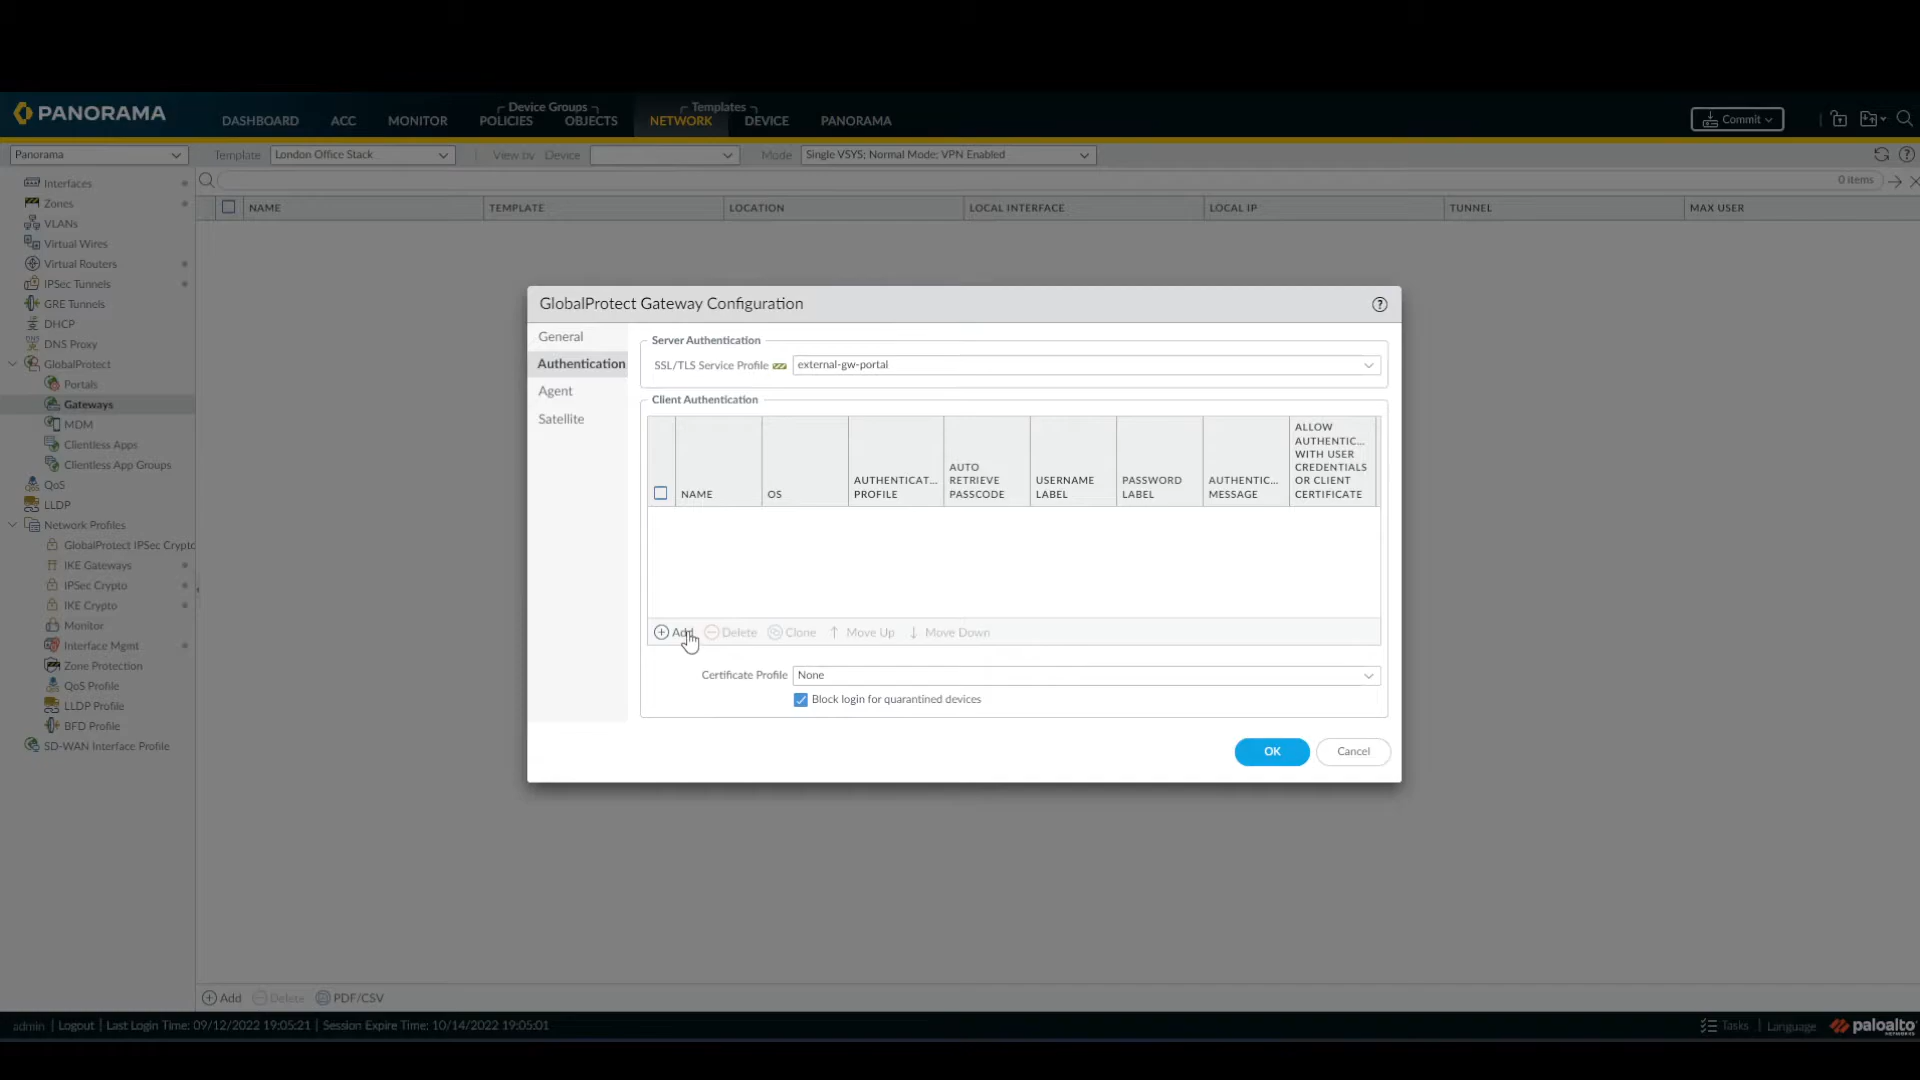 PANORAMA
DASHBOARD
ACC
MONITOR
Device Groups
POLICIES
OBJECTS
Templates
NETWORK
DEVICE
PANORAMA
Commit
Panorama
Template
London Office Stack
View by
Device
Mode
Single VSYS; Normal Mode; VPN Enabled
Interfaces
Zones
VLANs
Virtual Wires
Virtual Routers
IPSec Tunnels
GRE Tunnels
DHCP
DNS Proxy
GlobalProtect
Portals
Gateways
MDM
Clientless Apps
Clientless App Groups
QoS
LLDP
Network Profiles
GlobalProtect IPSec Crypto
IKE Gateways
IPSec Crypto
IKE Crypto
Monitor
Interface Mgmt
Zone Protection
QoS Profile
LLDP Profile
BFD Profile
SD-WAN Interface Profile
0 items
NAME
TEMPLATE
LOCATION
LOCAL INTERFACE
LOCAL IP
TUNNEL
MAX USER
GlobalProtect Gateway Configuration
General
Authentication
Agent
Satellite
Server Authentication
SSL/TLS Service Profile
external-gw-portal
Client Authentication
NAME
OS
AUTHENTICAT...
PROFILE
AUTO
RETRIEVE
PASSCODE
USERNAME
LABEL
PASSWORD
LABEL
AUTHENTIC...
MESSAGE
ALLOW
AUTHENTIC...
WITH USER
CREDENTIALS
OR CLIENT
CERTIFICATE
Add
Delete
Clone
Move Up
Move Down
Certificate Profile
None
Block login for quarantined devices
OK
Cancel
Add
Delete
PDF/CSV
admin | Logout | Last Login Time: 09/12/2022 19:05:21 | Session Expire Time: 10/14/2022 19:05:01
Tasks | Language
paloalto
NETWORKS